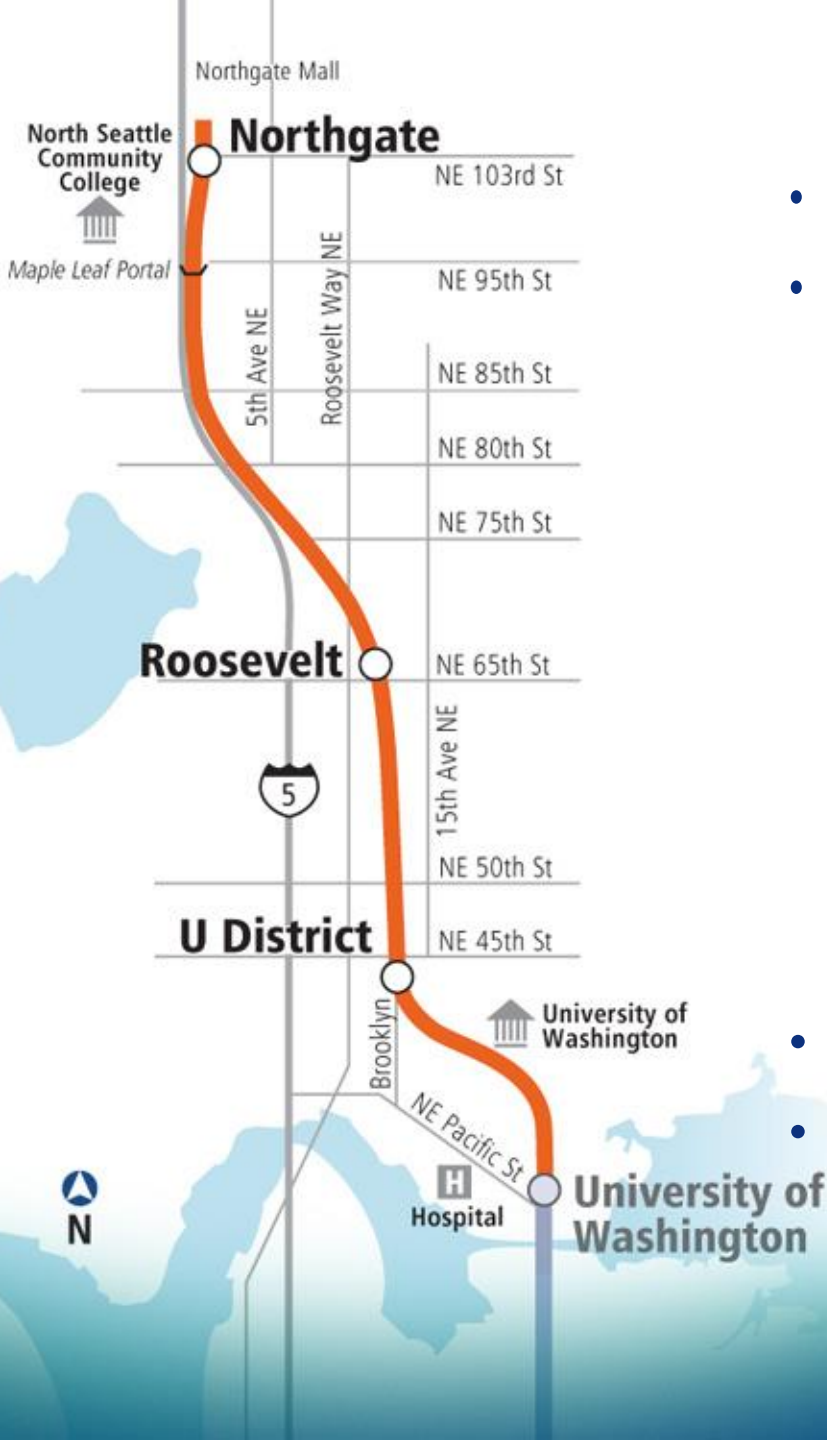 Northgate Mall
North Seattle
Community
College
Northgate
NE 103rd St
Maple Leaf Portal
Roosevelt Way NE
NE 95th St
5th Ave NE
NE 85th St
NE 80th St
NE 75th St
Roosevelt
NE 65th St
15th Ave NE
5
NE 50th St
U District
NE 45th St
Brooklyn
University of
Washington
NE Pacific St
H
Hospital
University of
Washington
N